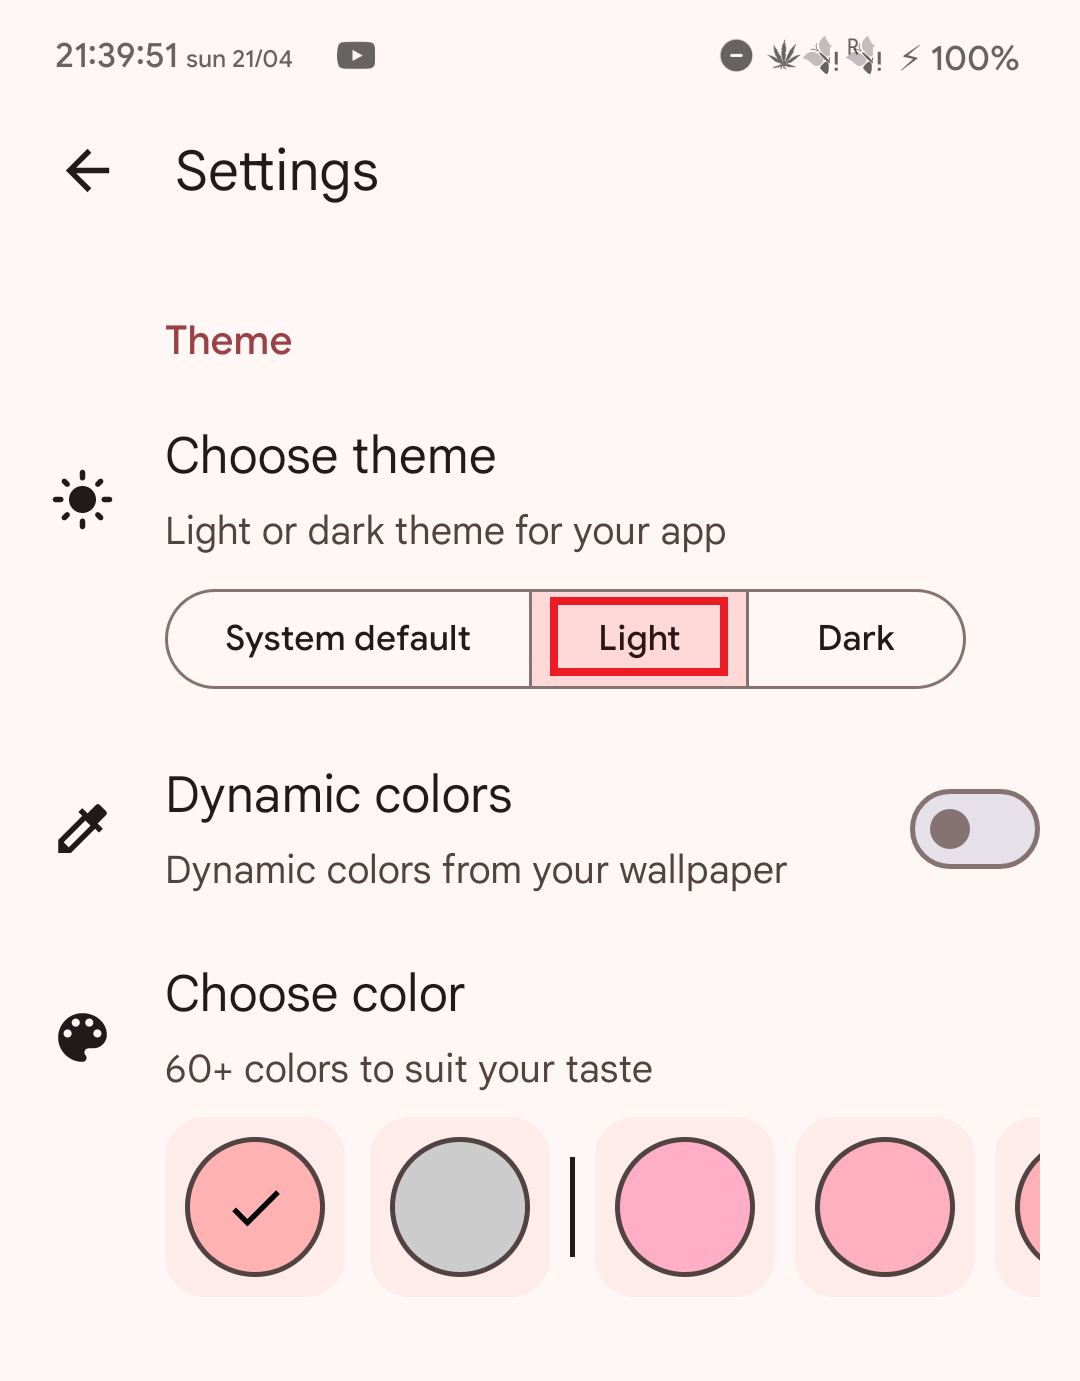 21:39:51 sun 21/04 R ! ! 100%
Settings
Theme
Choose theme
Light or dark theme for your app
System default Light Dark
Dynamic colors
Dynamic colors from your wallpaper
Choose color
60+ colors to suit your taste